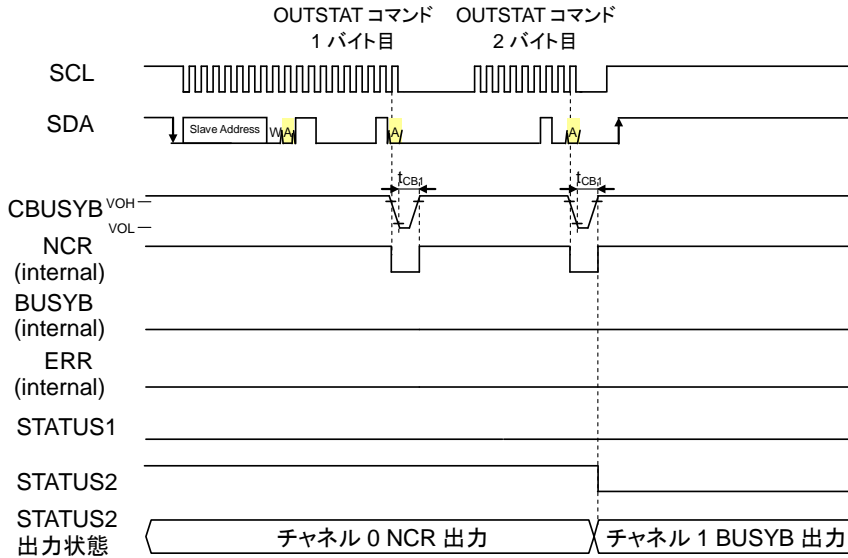 OUTSTAT コマンド OUTSTAT コマンド
1 バイト目 2 バイト目
SCL
SDA
Slave Address W A A A
tCB1 tCB1
CBUSYB VOH
VOL
NCR
(internal)
BUSYB
(internal)
ERR
(internal)
STATUS1
STATUS2
STATUS2
出力状態
チャネル 0 NCR 出力 チャネル 1 BUSYB 出力